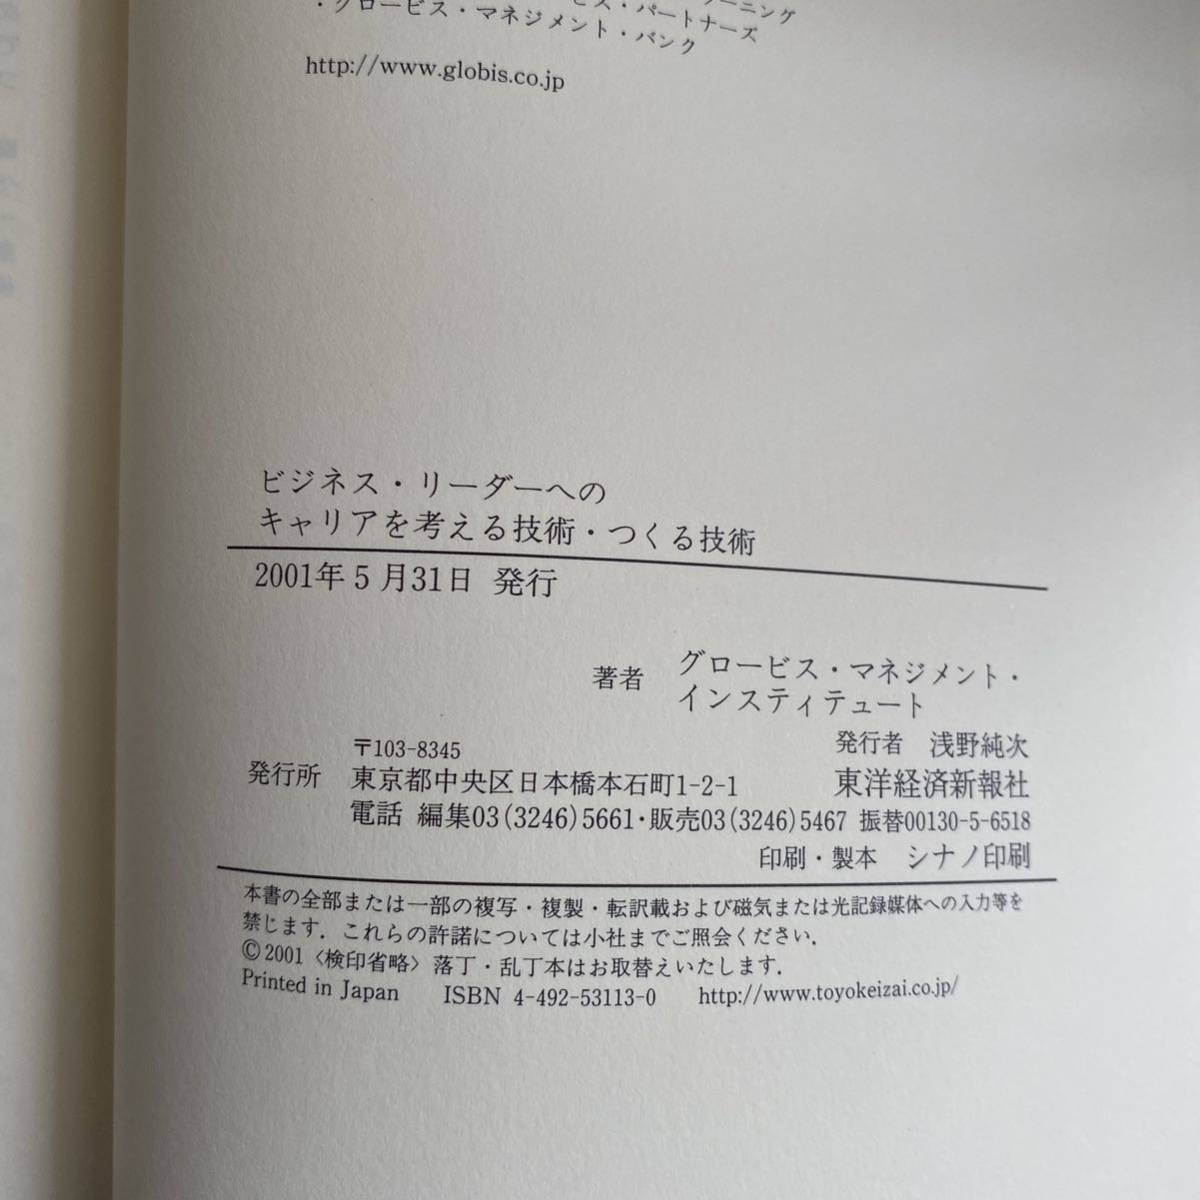 ビス・パートナーズ
・グロービス・マネジメント・バンク
http://www.globis.co.jp
ビジネス・リーダーへの
キャリアを考える技術・つくる技術
2001年5月31日 発行
著者 グロービス・マネジメント・
インスティテュート
発行者 浅野純次
〒103-8345
発行所 東京都中央区日本橋本石町1-2-1 東洋経済新報社
電話 編集03(3246)5661・販売03(3246)5467 振替00130-5-6518
印刷・製本 シナノ印刷
本書の全部または一部の複写・複製・転訳載および磁気または光記録媒体への入力等を
禁じます．これらの許諾については小社までご照会ください．
©2001〈検印省略〉落丁・乱丁本はお取替えいたします．
Printed in Japan ISBN 4-492-53113-0 http://www.toyokeizai.co.jp/